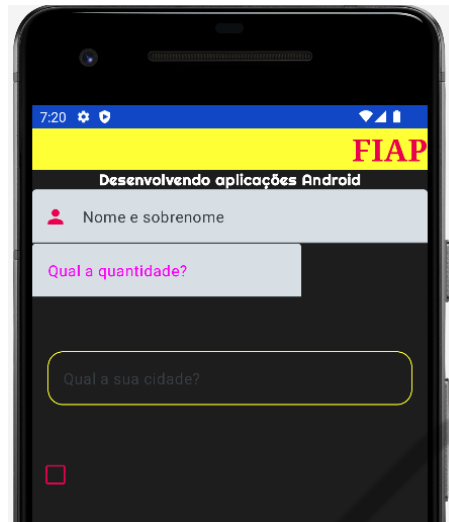 7:20
FIAP
Desenvolvendo aplicações Android
Nome e sobrenome
Qual a quantidade?
Qual a sua cidade?